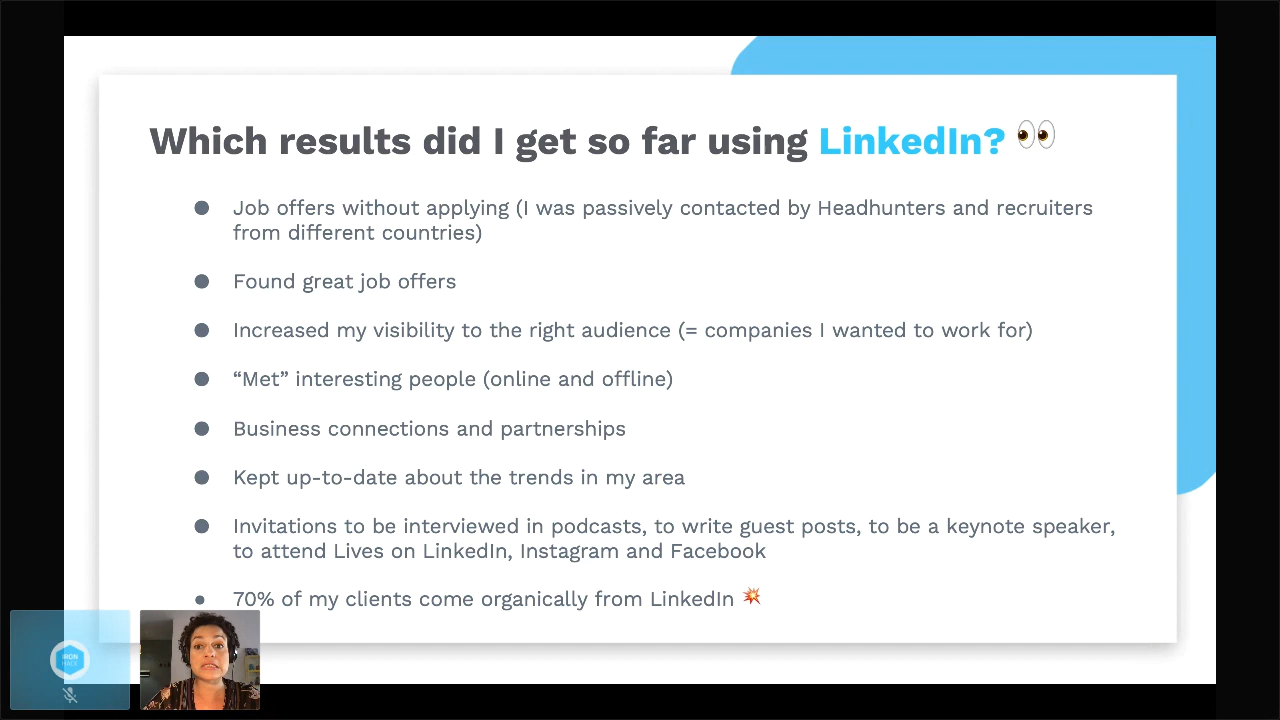 Which results did I get so far using LinkedIn? 👀
● Job offers without applying (I was passively contacted by Headhunters and recruiters
from different countries)
● Found great job offers
● Increased my visibility to the right audience (= companies I wanted to work for)
● “Met” interesting people (online and offline)
● Business connections and partnerships
● Kept up-to-date about the trends in my area
● Invitations to be interviewed in podcasts, to write guest posts, to be a keynote speaker,
to attend Lives on LinkedIn, Instagram and Facebook
● 70% of my clients come organically from LinkedIn 💥
IRON
HACK